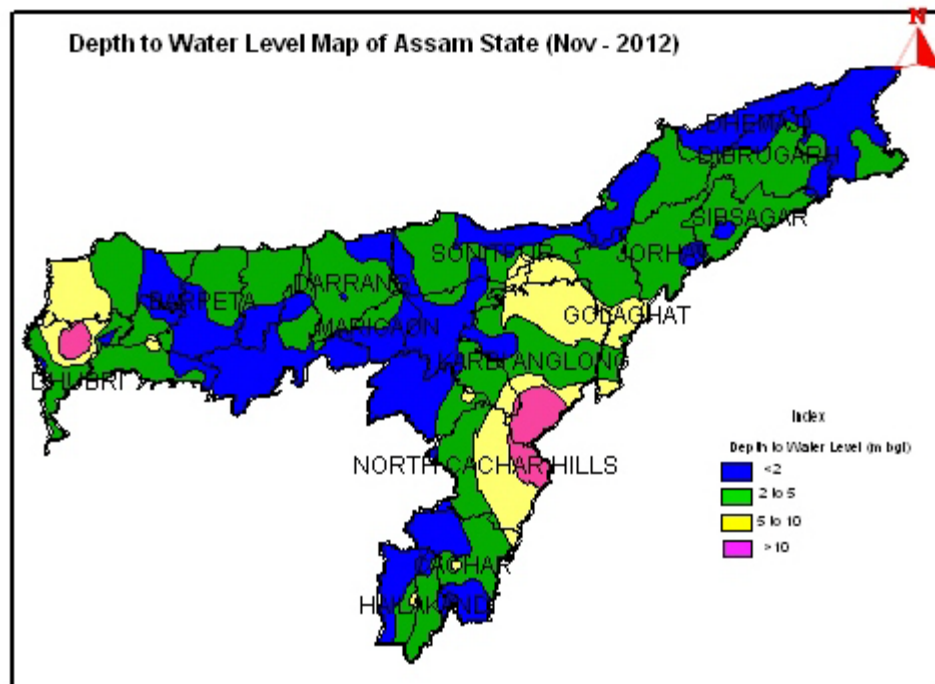 N
Depth to Water Level Map of Assam State (Nov - 2012)
DHEMAJI
DIBRUGARH
SIBSAGAR
SONITPUR
JORHAT
DARRANG
BARPETA
GOLAGHAT
MARIGAON
KARBI ANGLONG
DHUBRI
NORTH CACHAR HILLS
CACHAR
HAILAKANDI
Index
Depth to Water Level (m bgl)
<2
2 to 5
5 to 10
>10